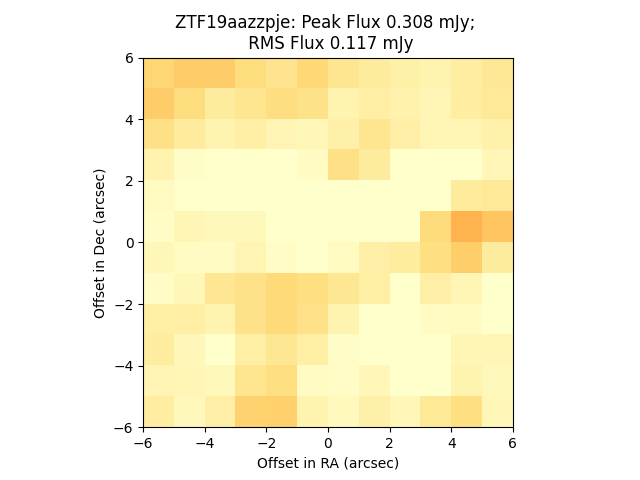 ZTF19aazzpje: Peak Flux 0.308 mJy;
RMS Flux 0.117 mJy
6
4
2
0
−2
−4
−6
Offset in Dec (arcsec)
−6 −4 −2 0 2 4 6
Offset in RA (arcsec)